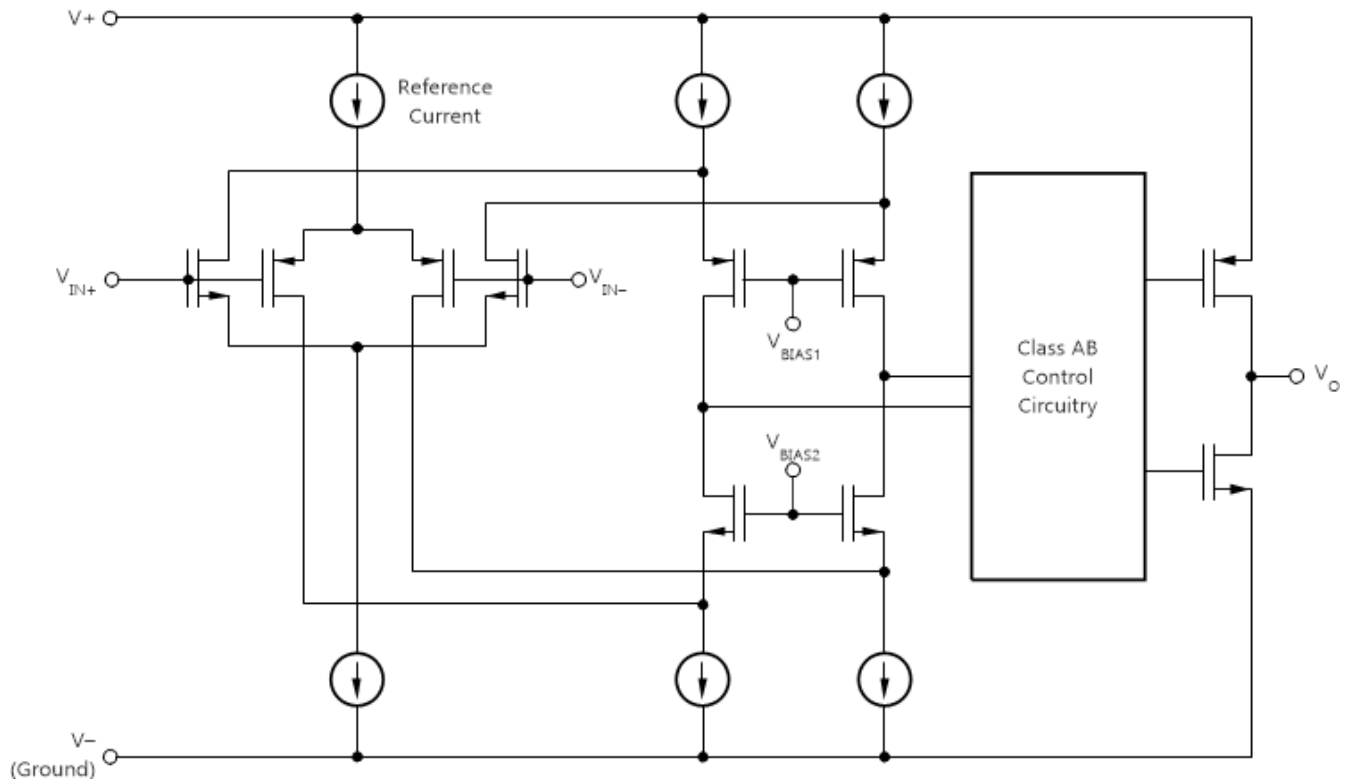 V+
Reference
Current
VIN+
VIN–
VBIAS1
Class AB
Control
Circuitry
VO
VBIAS2
V–
(Ground)